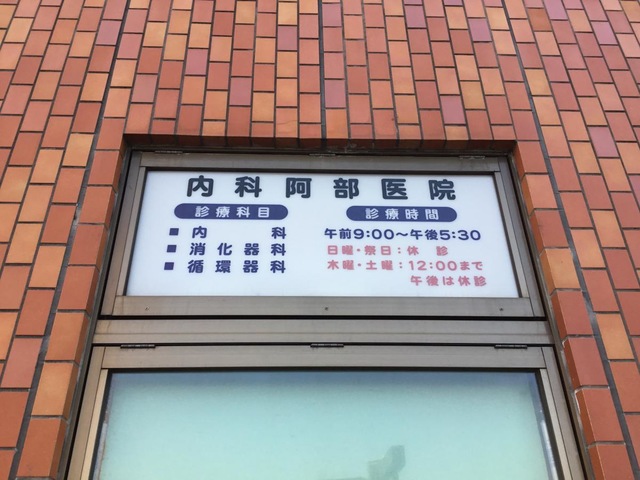 内科阿部医院
診療科目
■内科
■消化器科
■循環器科
診療時間
午前9:00～午後5:30
日曜・祭日：休診
木曜・土曜：12:00まで
午後は休診